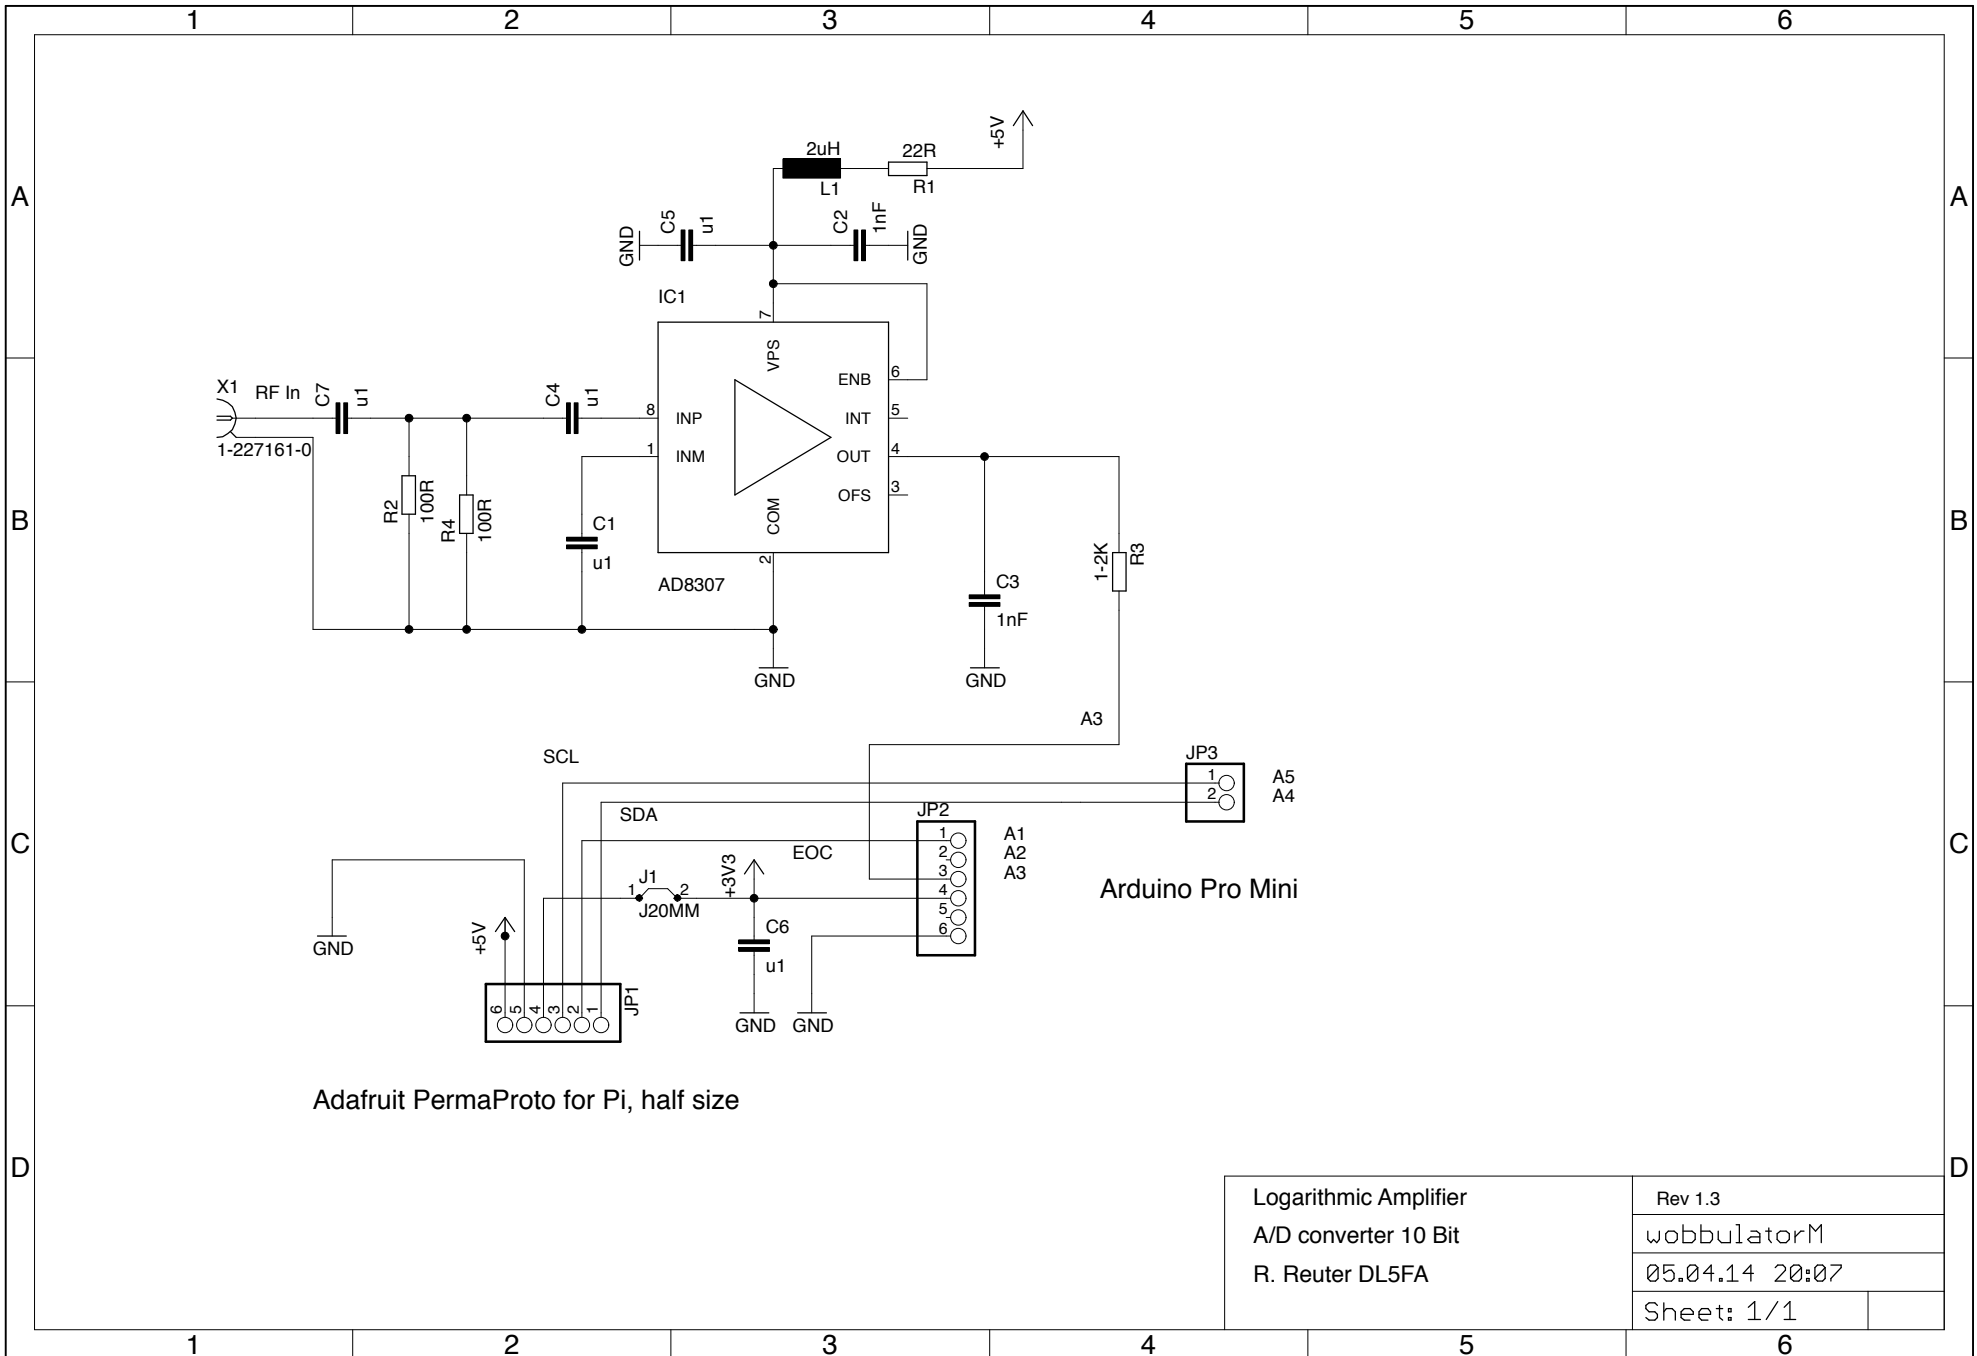 1 2 3 4 5 6
A A
B B
C C
D D
+5V
2uH
L1
22R
R1
GND
C5
u1
C2
1nF
GND
IC1
7
VPS
X1
RF In
1-227161-0
C7
u1
C4
u1
8
INP
1
INM
ENB
6
INT
5
OUT
4
OFS
3
COM
2
AD8307
R2
100R
R4
100R
C1
u1
GND
C3
1nF
GND
1-2K
R3
A3
SCL
SDA
EOC
JP3
1
2
A5
A4
JP2
1
2
3
4
5
6
A1
A2
A3
Arduino Pro Mini
J1
1
2
J20MM
+3V3
C6
u1
GND
GND
GND
+5V
6
5
4
3
2
1
JP1
Adafruit PermaProto for Pi, half size
Logarithmic Amplifier
A/D converter 10 Bit
R. Reuter DL5FA
Rev 1.3
wobbulatorM
05.04.14 20:07
Sheet: 1/1
1 2 3 4 5 6